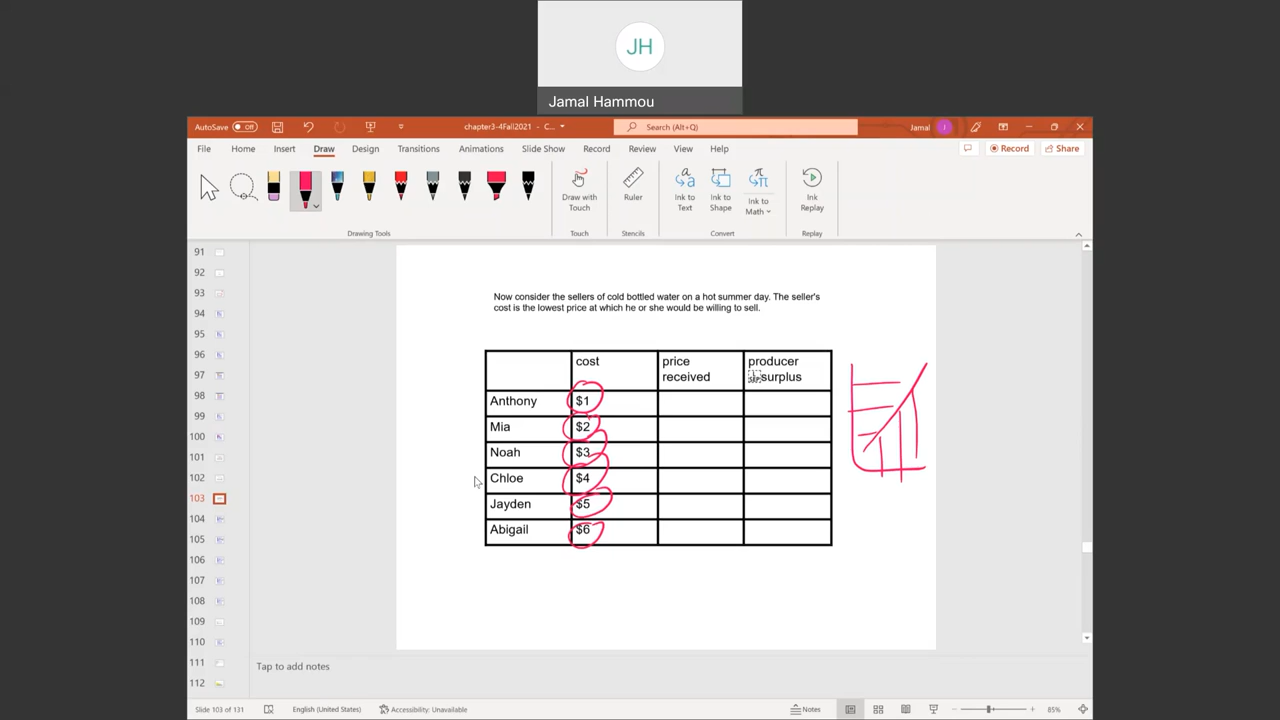 JH
Jamal Hammou
AutoSave Off chapter3-4Fall2021 - C... Search (Alt+Q) Jamal J
File Home Insert Draw Design Transitions Animations Slide Show Record Review View Help Record Share
Draw with Touch
Ruler
Ink to Text
Ink to Shape
Ink to Math
Ink Replay
Drawing Tools Touch Stencils Convert Replay
91
92
93
94
95
96
97
98
99
100
101
102
103
104
105
106
107
108
109
110
111
112
Now consider the sellers of cold bottled water on a hot summer day. The seller's
cost is the lowest price at which he or she would be willing to sell.
cost price received producer surplus
Anthony $1
Mia $2
Noah $3
Chloe $4
Jayden $5
Abigail $6
Tap to add notes
Slide 103 of 131 English (United States) Accessibility: Unavailable Notes 85%